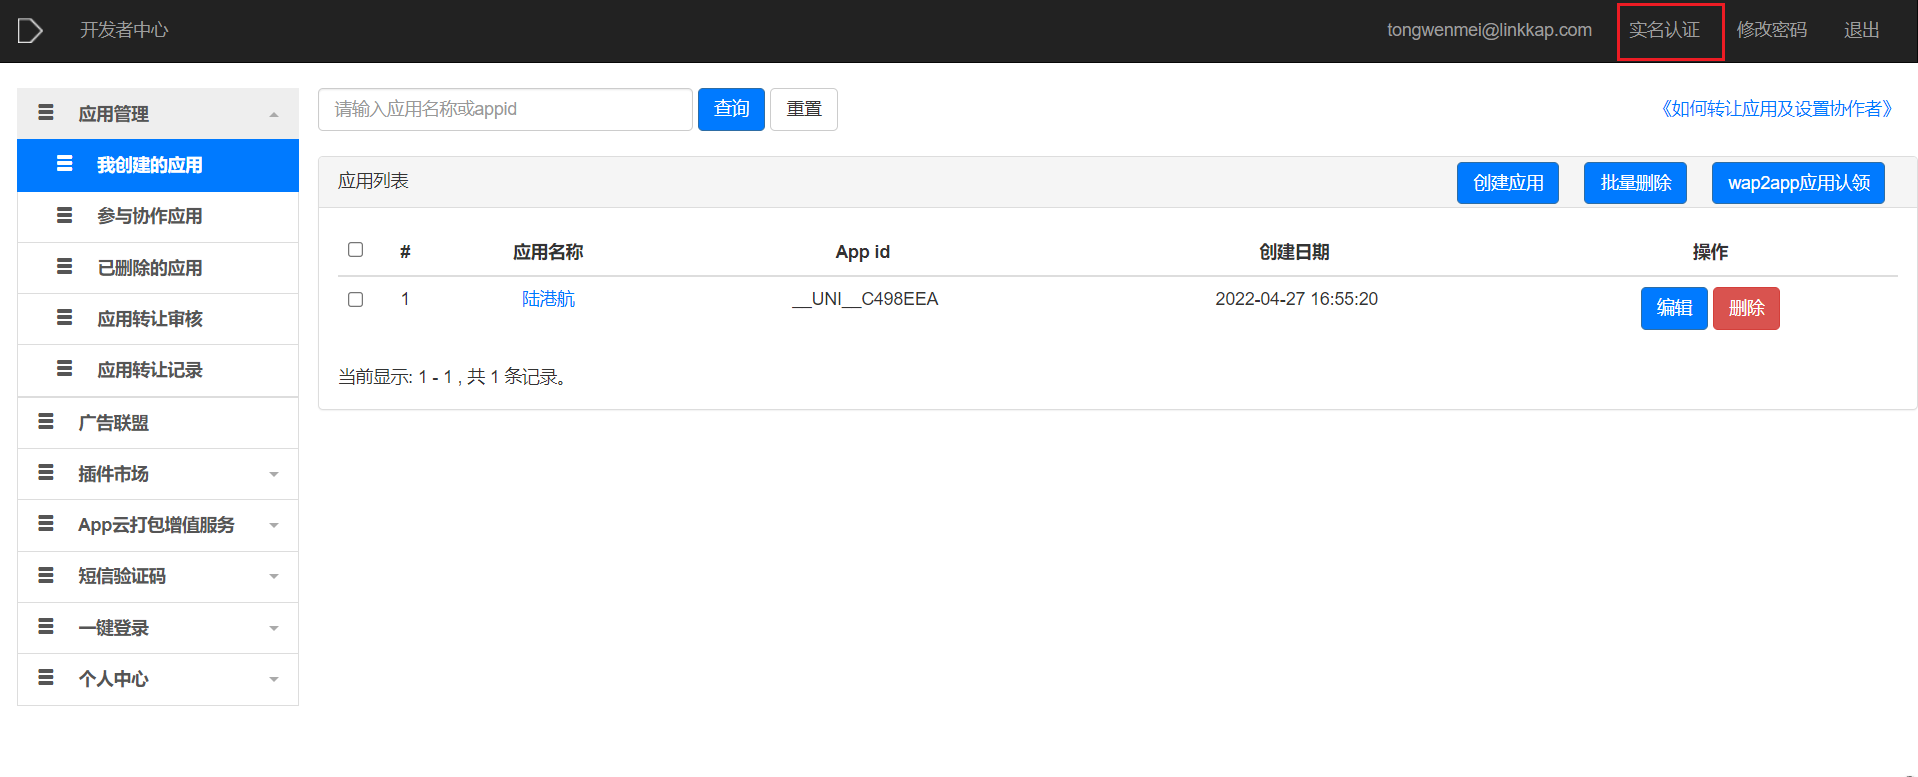 开发者中心 tongwenmei@linkkap.com 实名认证 修改密码 退出
应用管理
我创建的应用
参与协作应用
已删除的应用
应用转让审核
应用转让记录
广告联盟
插件市场
App云打包增值服务
短信验证码
一键登录
个人中心
请输入应用名称或appid 查询 重置 《如何转让应用及设置协作者》
应用列表 创建应用 批量删除 wap2app应用认领
# 应用名称 App id 创建日期 操作
1 陆港航 __UNI__C498EEA 2022-04-27 16:55:20 编辑 删除
当前显示: 1 - 1 , 共 1 条记录。